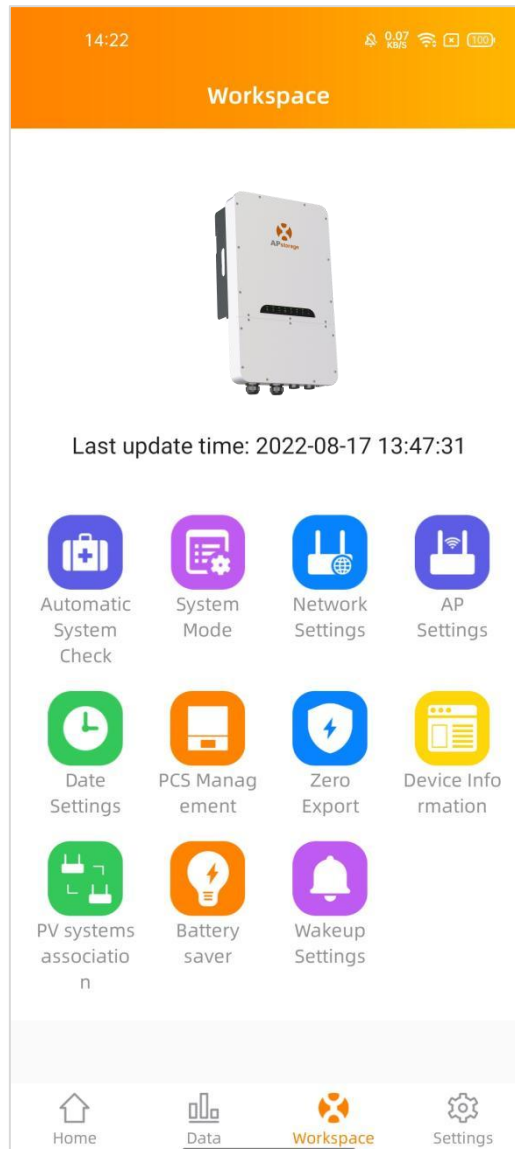 14:22
0.07
KB/S
100
Workspace
APstorage
Last update time: 2022-08-17 13:47:31
Automatic
System
Check
System
Mode
Network
Settings
AP
Settings
Date
Settings
PCS Manag
ement
Zero
Export
Device Info
rmation
PV systems
associatio
n
Battery
saver
Wakeup
Settings
Home
Data
Workspace
Settings